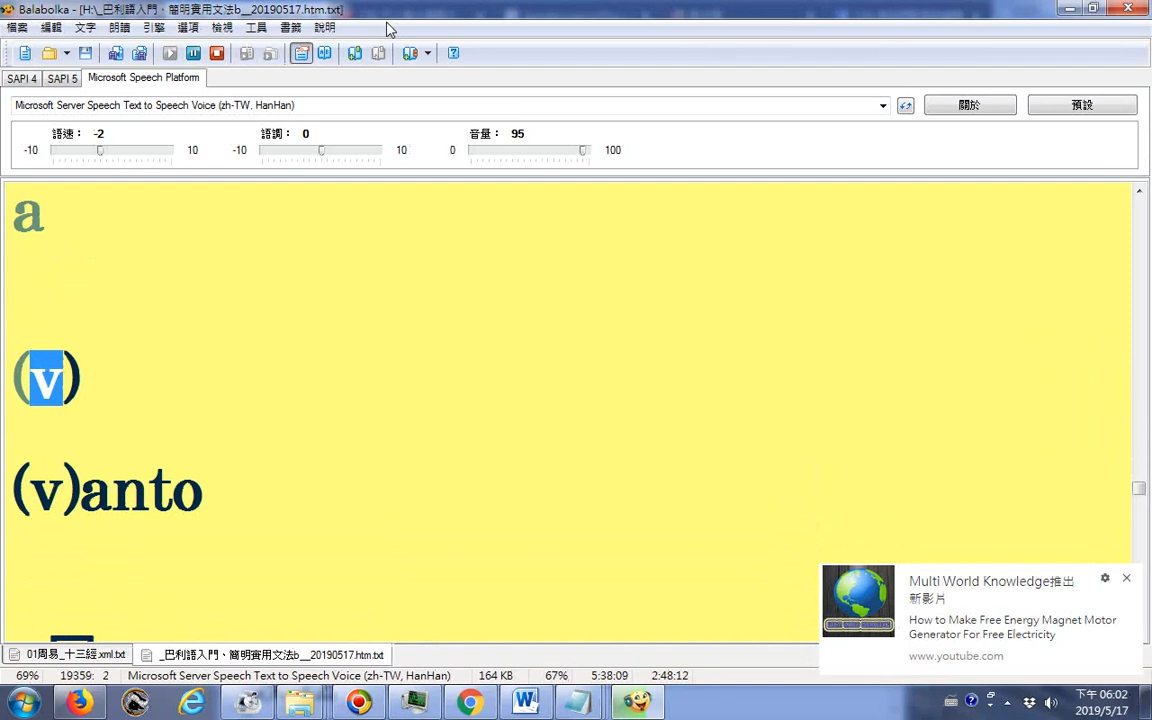 Balabolka - [H:\_巴利語入門、簡明實用文法b__20190517.htm.txt]
檔案 編輯 文字 朗讀 引擎 選項 檢視 工具 書籤 說明
SAPI 4 SAPI 5 Microsoft Speech Platform
Microsoft Server Speech Text to Speech Voice (zh-TW, HanHan) 關於 預設
語速： -2 語調： 0 音量： 95
-10 10 -10 10 0 100
a
(v)
(v)anto
Multi World Knowledge推出
新影片
How to Make Free Energy Magnet Motor
Generator For Free Electricity
www.youtube.com
01周易_十三經.xml.txt _巴利語入門、簡明實用文法b__20190517.htm.txt
69% 19359: 2 Microsoft Server Speech Text to Speech Voice (zh-TW, HanHan) 164 KB 67% 5:38:09 2:48:12
下午 06:02
2019/5/17